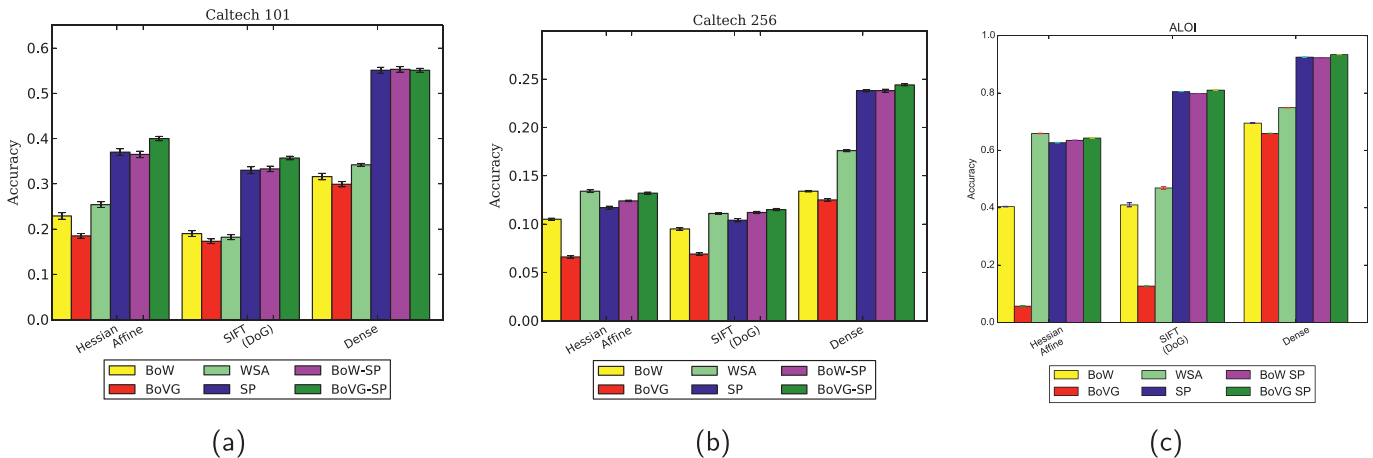 Caltech 101
Accuracy
0.6
0.5
0.4
0.3
0.2
0.1
0.0
Hessian
Affine
SIFT
(DoG)
Dense
BoW WSA BoW-SP
BoVG SP BoVG-SP
(a)
Caltech 256
Accuracy
0.25
0.20
0.15
0.10
0.05
0.00
Hessian
Affine
SIFT
(DoG)
Dense
BoW WSA BoW-SP
BoVG SP BoVG-SP
(b)
ALOI
Accuracy
1.0
0.8
0.6
0.4
0.2
0.0
Hessian
Affine
SIFT
(DoG)
Dense
BoW WSA BoW SP
BoVG SP BoVG SP
(c)